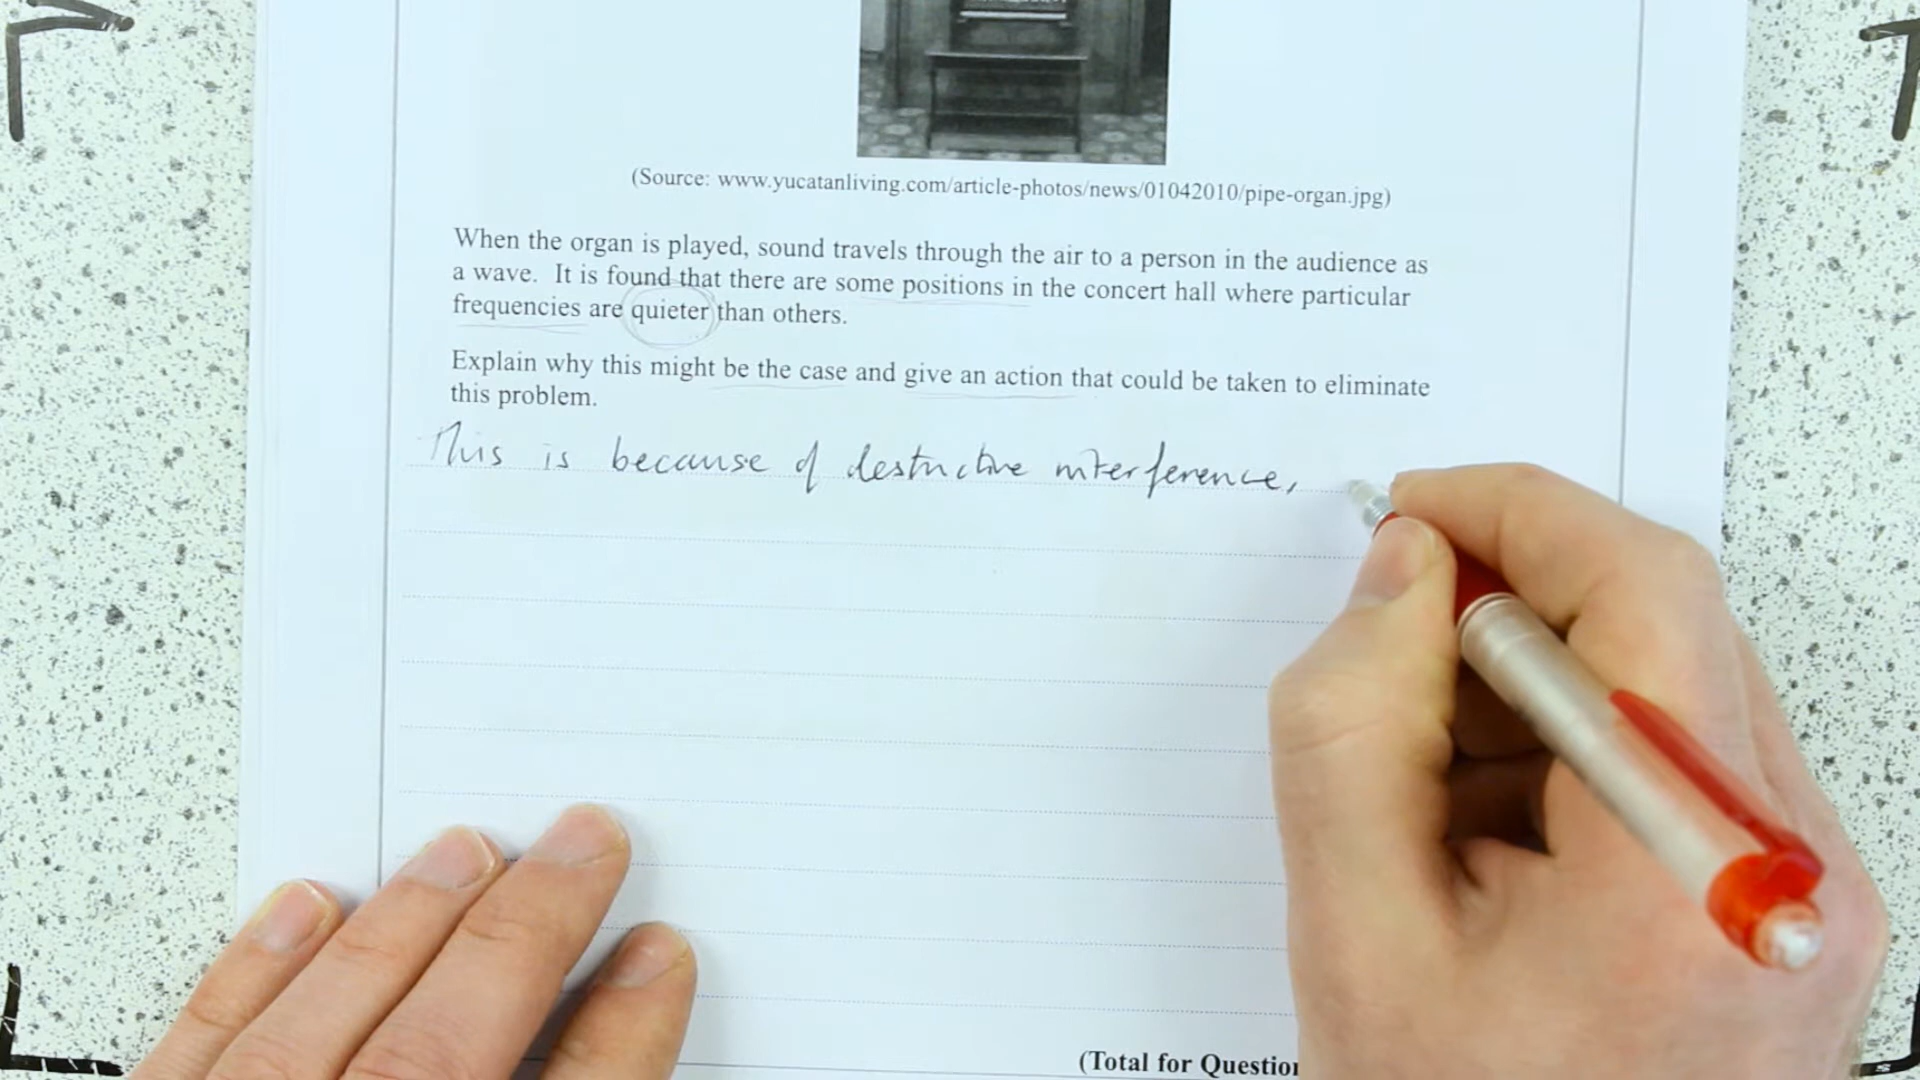 (Source: www.yucatanliving.com/article-photos/news/01042010/pipe-organ.jpg)
When the organ is played, sound travels through the air to a person in the audience as
a wave. It is found that there are some positions in the concert hall where particular
frequencies are quieter than others.
Explain why this might be the case and give an action that could be taken to eliminate
this problem.
This is because of destructive interference,
(Total for Question